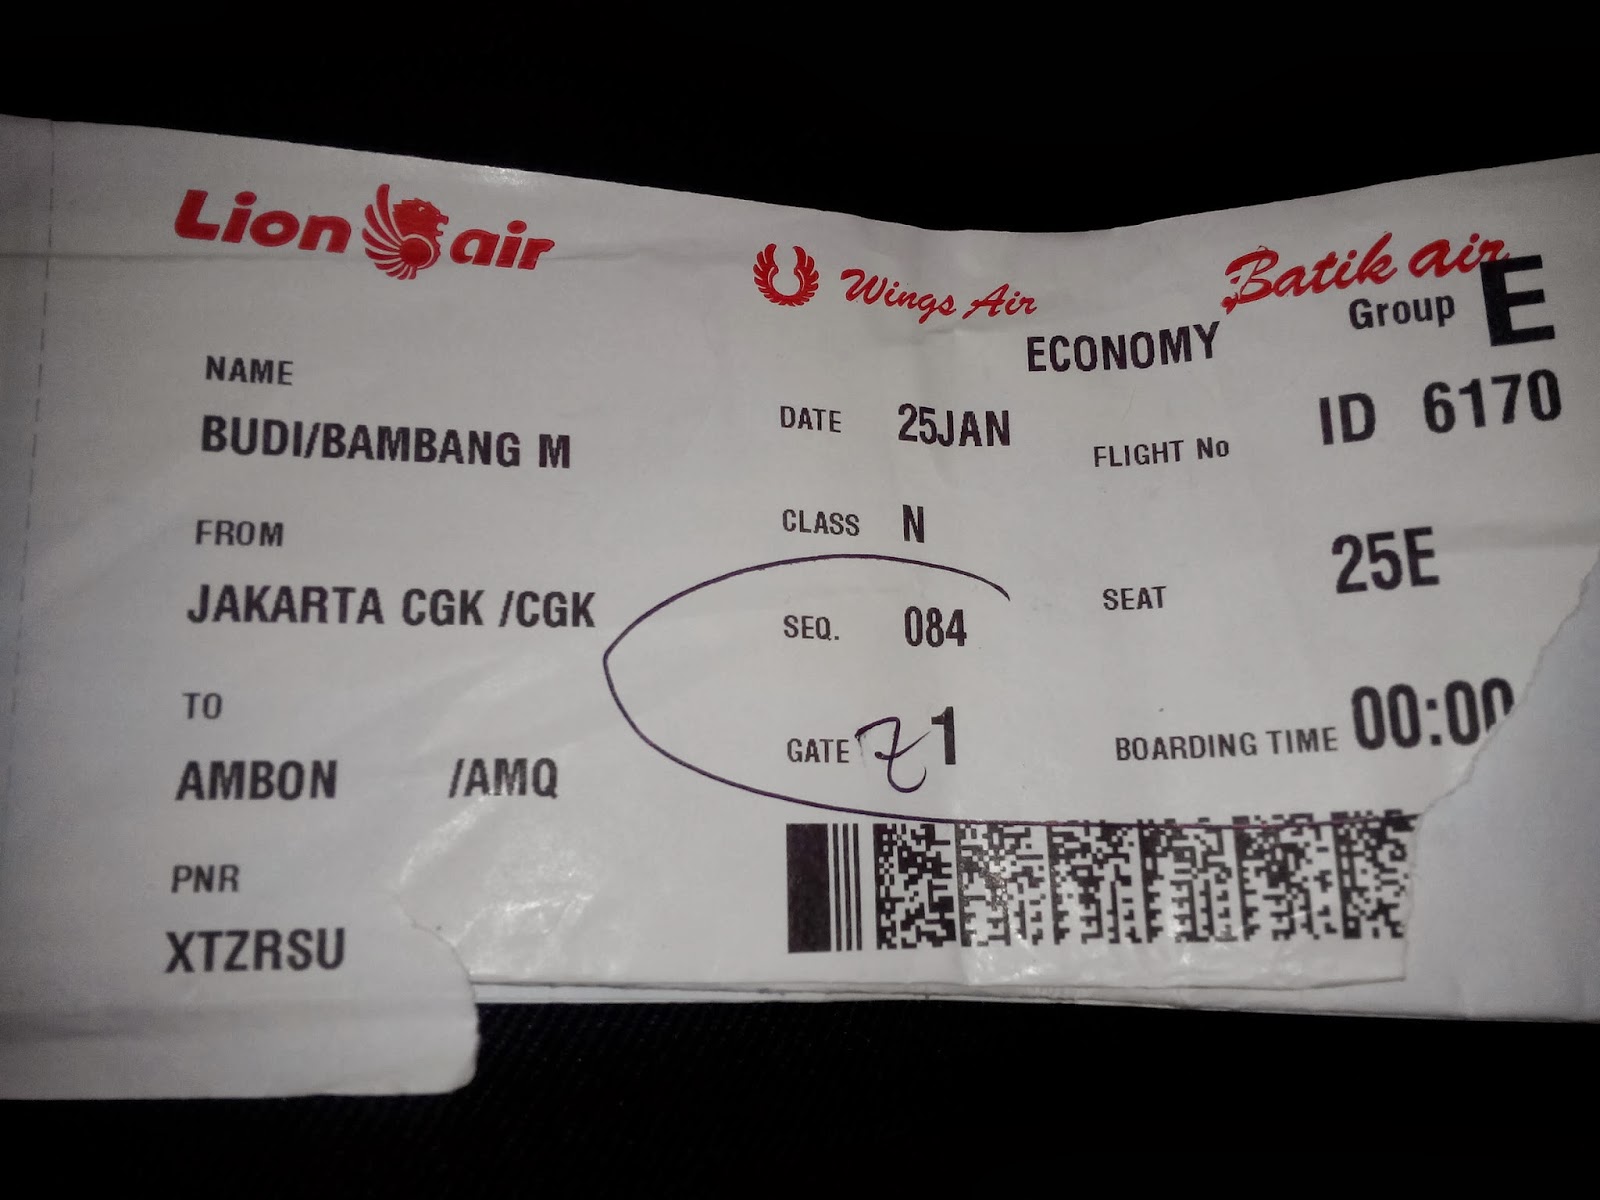 Lion air
Wings Air
Batik air
ECONOMY Group E
NAME
BUDI/BAMBANG M
FROM
JAKARTA CGK /CGK
TO
AMBON /AMQ
PNR
XTZRSU
DATE 25JAN
CLASS N
SEQ. 084
GATE 1
FLIGHT No ID 6170
SEAT 25E
BOARDING TIME 00:00